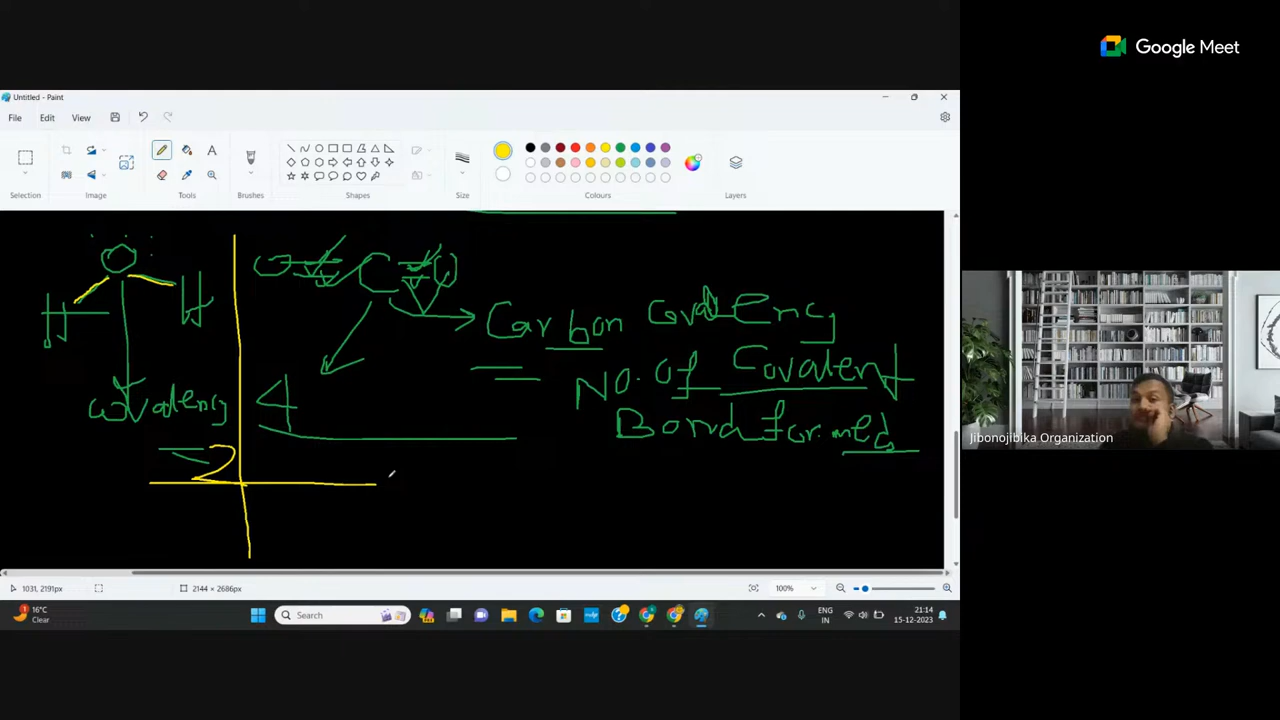 Google Meet
Untitled - Paint
File Edit View
Selection Image Tools Brushes Shapes Size Colours Layers
O
H H
covalency
= 2
O C O
4
Carbon Covalency
= No. of Covalent
Bond formed
Jibonojibika Organization
1031, 2191px 2144 × 2686px 100%
16°C
Clear
Search
ENG
IN
21:14
15-12-2023